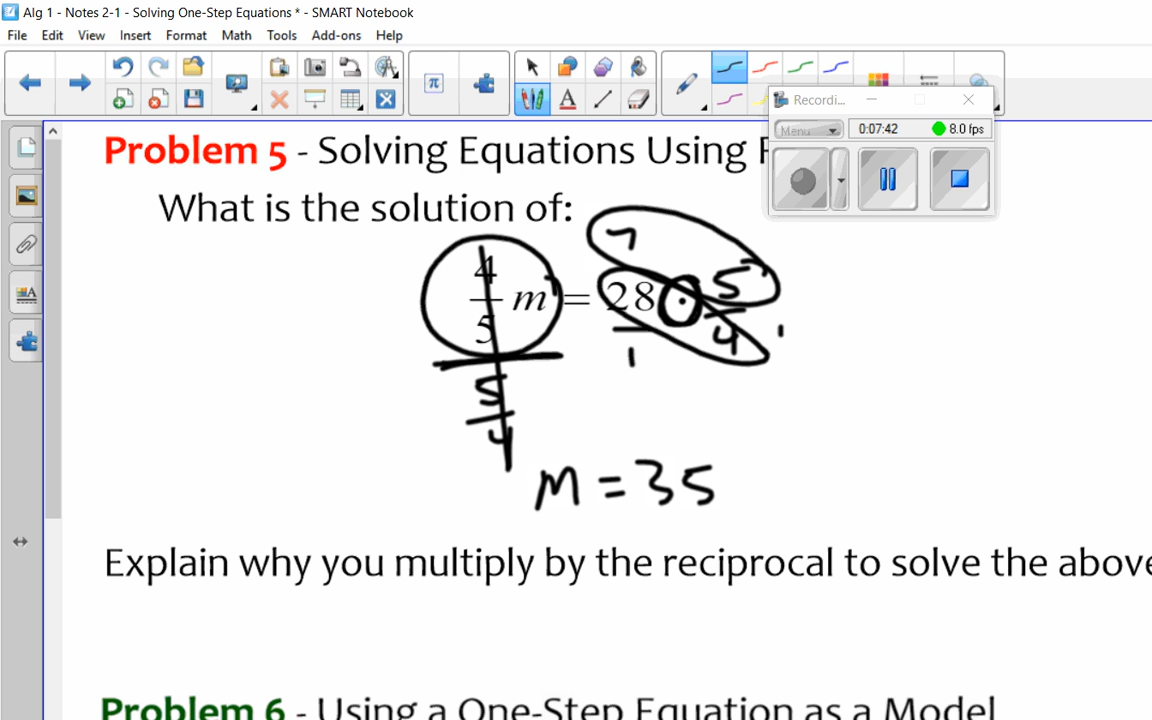 Alg 1 - Notes 2-1 - Solving One-Step Equations * - SMART Notebook
File Edit View Insert Format Math Tools Add-ons Help
Recordi...
Menu 0:07:42 8.0 fps
Problem 5 - Solving Equations Using
What is the solution of:
7
4/5 m = 28/1 · 5/4
5/4
M = 35
Explain why you multiply by the reciprocal to solve the above
Problem 6 - Using a One-Step Equation as a Model